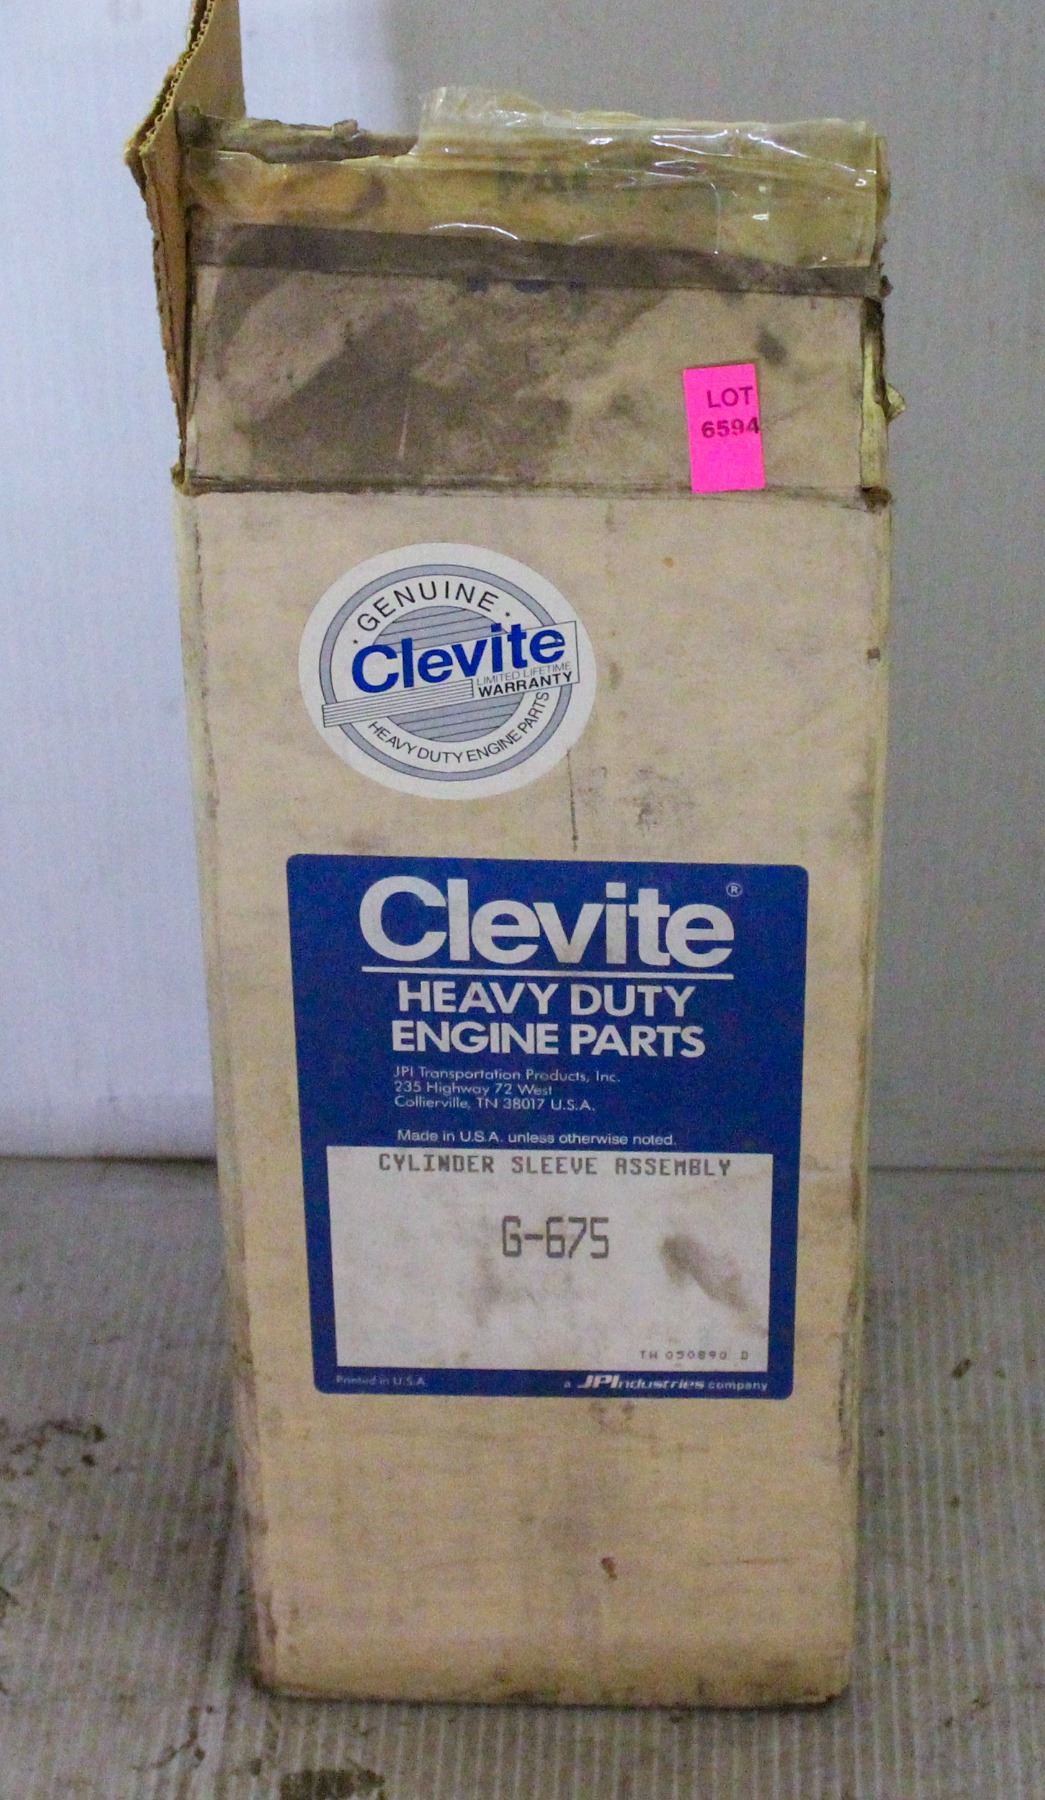 LOT
6594
GENUINE
Clevite
LIMITED LIFETIME
WARRANTY
HEAVY DUTY ENGINE PARTS
Clevite®
HEAVY DUTY
ENGINE PARTS
JPI Transportation Products, Inc.
235 Highway 72 West
Collierville, TN 38017 U.S.A.
Made in U.S.A. unless otherwise noted.
CYLINDER SLEEVE ASSEMBLY
G-675
TH 050890 D
Printed in U.S.A.
a JPIndustries company